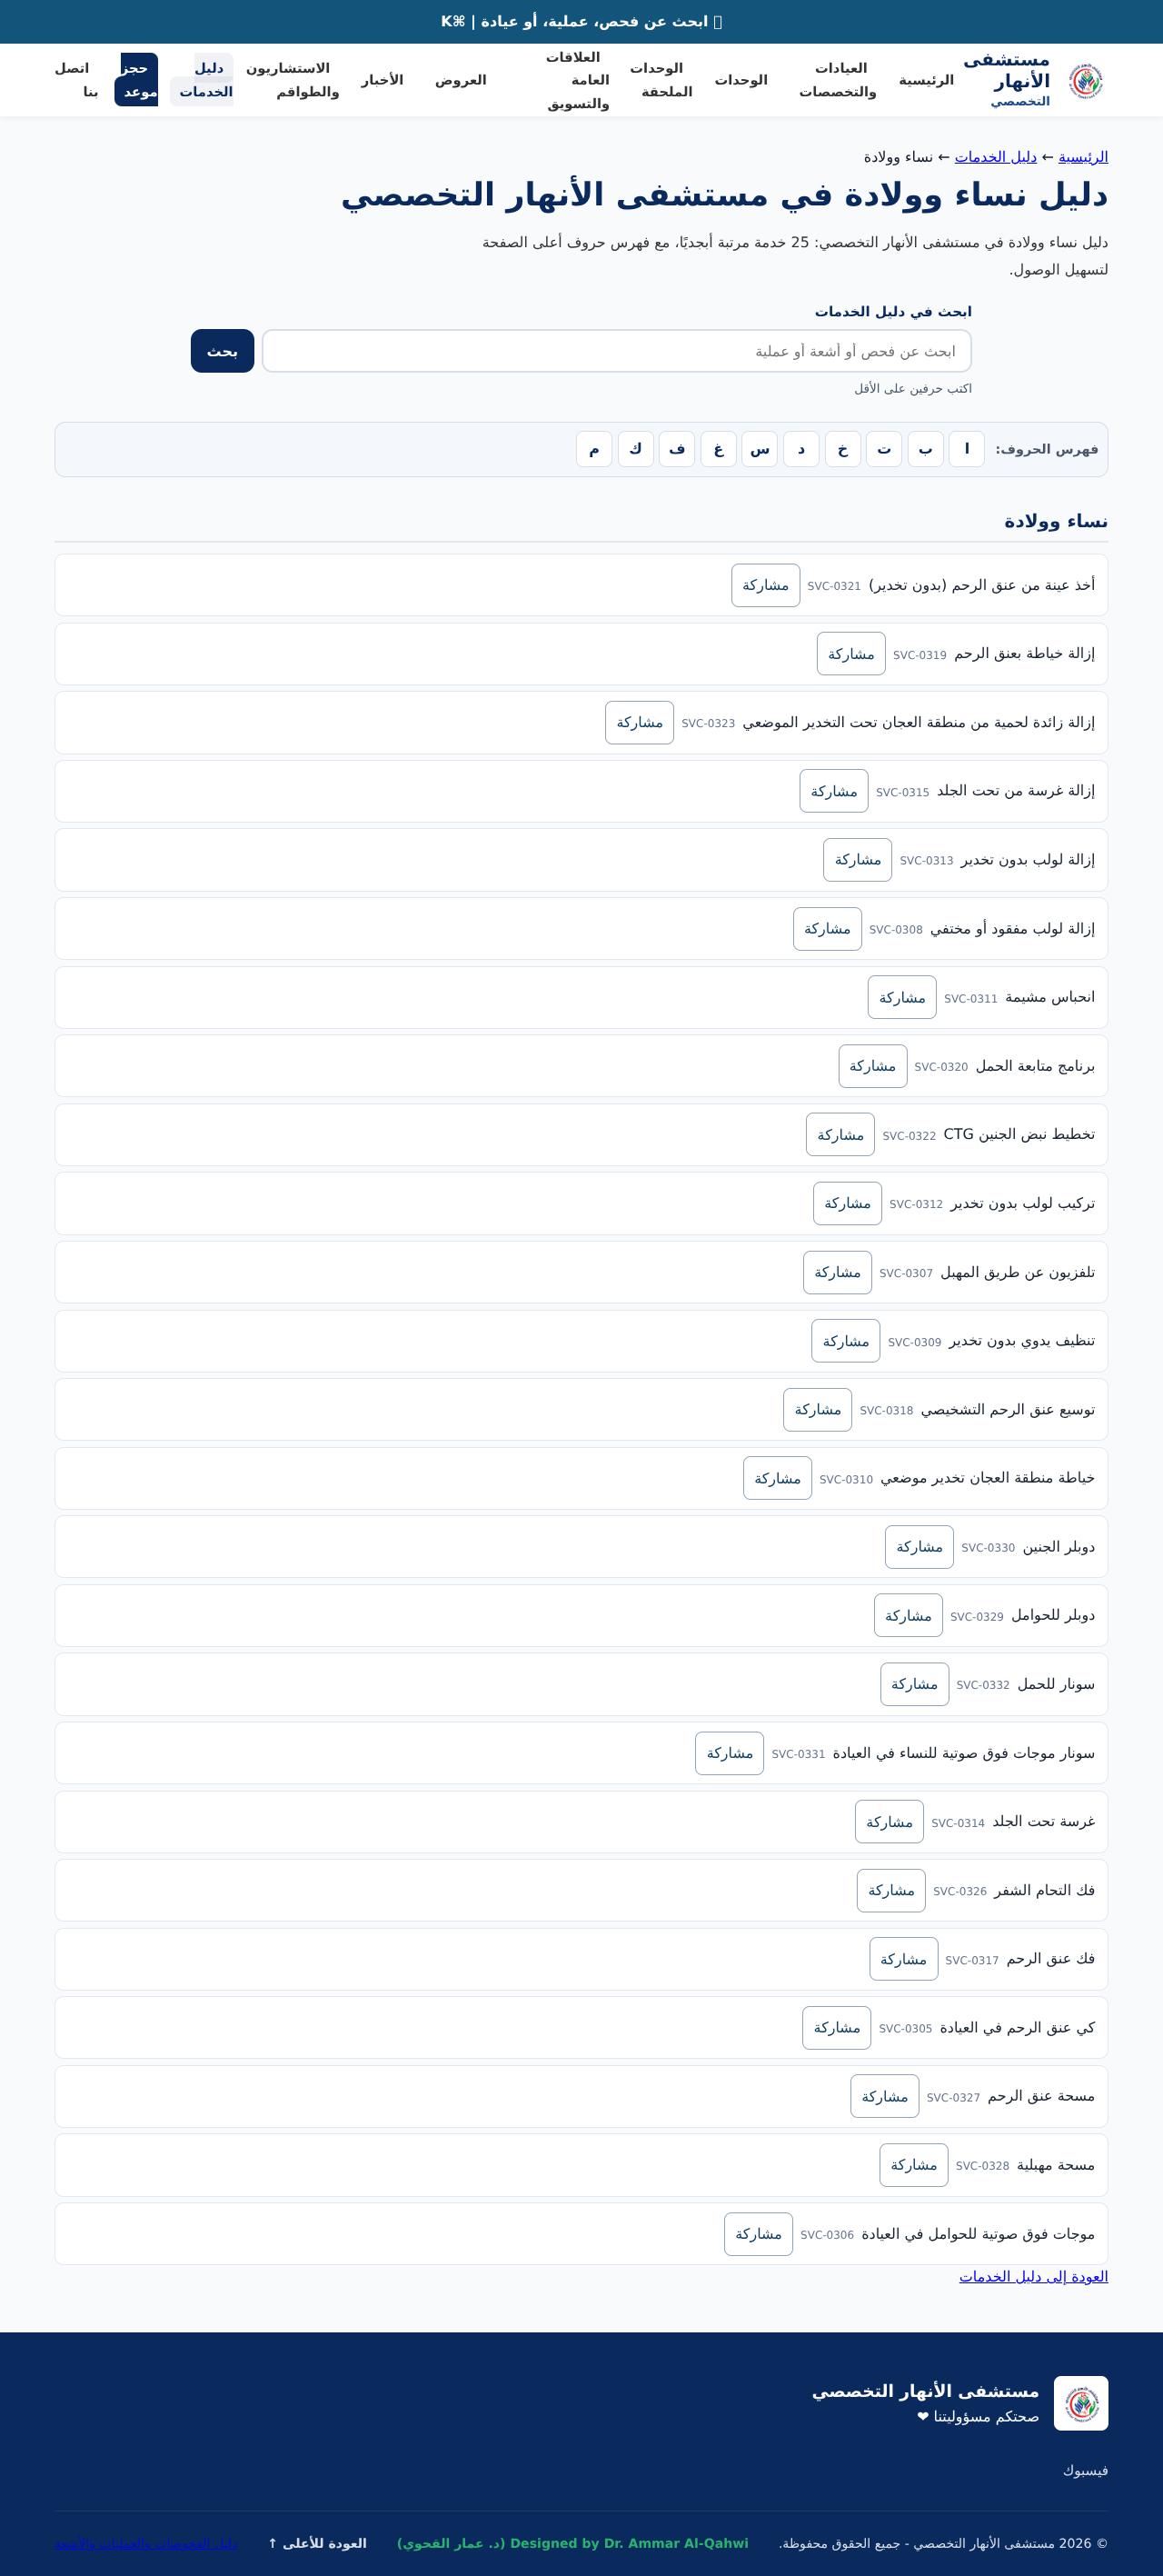 ابحث عن فحص، عملية، أو عيادة | ⌘K
مستشفى الأنهار
التخصصي
الرئيسية
العيادات والتخصصات
الوحدات
الوحدات الملحقة
العلاقات العامة والتسويق
العروض
الأخبار
الاستشاريون والطواقم
دليل الخدمات
حجز موعد
اتصل بنا
الرئيسية ← دليل الخدمات ← نساء وولادة
دليل نساء وولادة في مستشفى الأنهار التخصصي
دليل نساء وولادة في مستشفى الأنهار التخصصي: 25 خدمة مرتبة أبجديًا، مع فهرس حروف أعلى الصفحة
لتسهيل الوصول.
ابحث في دليل الخدمات
ابحث عن فحص أو أشعة أو عملية
بحث
اكتب حرفين على الأقل
فهرس الحروف: ا ب ت خ د س غ ف ك م
نساء وولادة
أخذ عينة من عنق الرحم (بدون تخدير) SVC-0321 مشاركة
إزالة خياطة بعنق الرحم SVC-0319 مشاركة
إزالة زائدة لحمية من منطقة العجان تحت التخدير الموضعي SVC-0323 مشاركة
إزالة غرسة من تحت الجلد SVC-0315 مشاركة
إزالة لولب بدون تخدير SVC-0313 مشاركة
إزالة لولب مفقود أو مختفي SVC-0308 مشاركة
انحباس مشيمة SVC-0311 مشاركة
برنامج متابعة الحمل SVC-0320 مشاركة
تخطيط نبض الجنين CTG SVC-0322 مشاركة
تركيب لولب بدون تخدير SVC-0312 مشاركة
تلفزيون عن طريق المهبل SVC-0307 مشاركة
تنظيف يدوي بدون تخدير SVC-0309 مشاركة
توسيع عنق الرحم التشخيصي SVC-0318 مشاركة
خياطة منطقة العجان تخدير موضعي SVC-0310 مشاركة
دوبلر الجنين SVC-0330 مشاركة
دوبلر للحوامل SVC-0329 مشاركة
سونار للحمل SVC-0332 مشاركة
سونار موجات فوق صوتية للنساء في العيادة SVC-0331 مشاركة
غرسة تحت الجلد SVC-0314 مشاركة
فك التحام الشفر SVC-0326 مشاركة
فك عنق الرحم SVC-0317 مشاركة
كي عنق الرحم في العيادة SVC-0305 مشاركة
مسحة عنق الرحم SVC-0327 مشاركة
مسحة مهبلية SVC-0328 مشاركة
موجات فوق صوتية للحوامل في العيادة SVC-0306 مشاركة
العودة إلى دليل الخدمات
مستشفى الأنهار التخصصي
صحتكم مسؤوليتنا ❤
فيسبوك
© 2026 مستشفى الأنهار التخصصي - جميع الحقوق محفوظة.
Designed by Dr. Ammar Al-Qahwi (د. عمار القحوي)
العودة للأعلى ↑